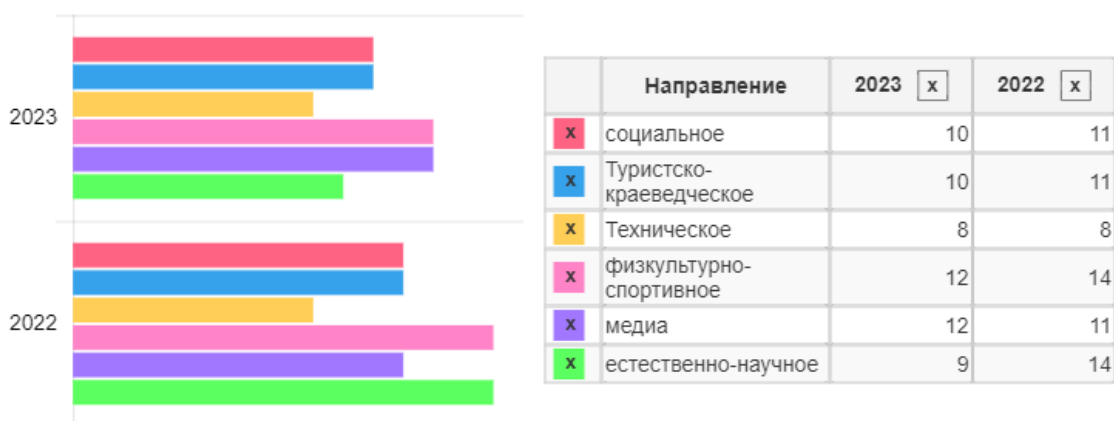 2023
2022
Направление 2023 x 2022 x
x социальное 10 11
x Туристско-
краеведческое 10 11
x Техническое 8 8
x физкультурно-
спортивное 12 14
x медиа 12 11
x естественно-научное 9 14